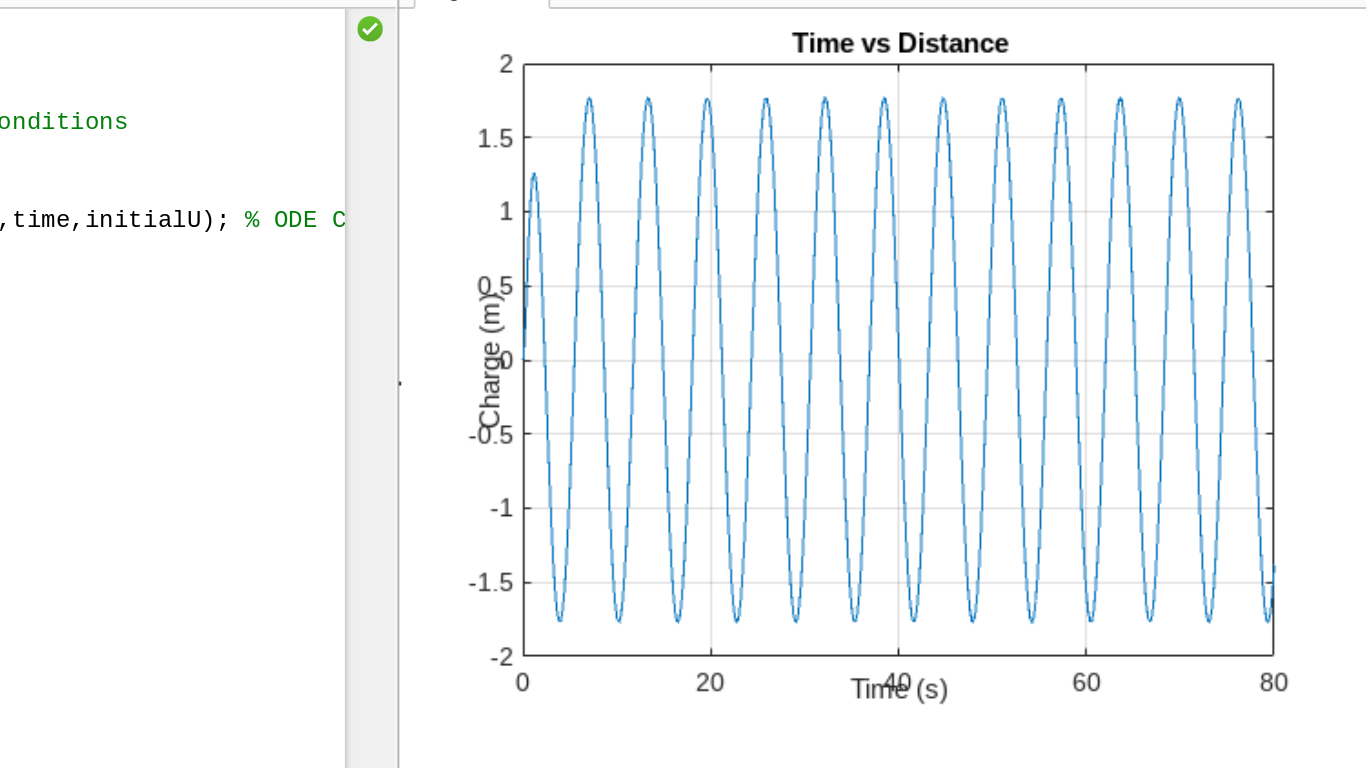 onditions
,time,initialU); % ODE C
Time vs Distance
2
1.5
1
0.5
0
-0.5
-1
-1.5
-2
Charge (m)
0 20 40 60 80
Time (s)